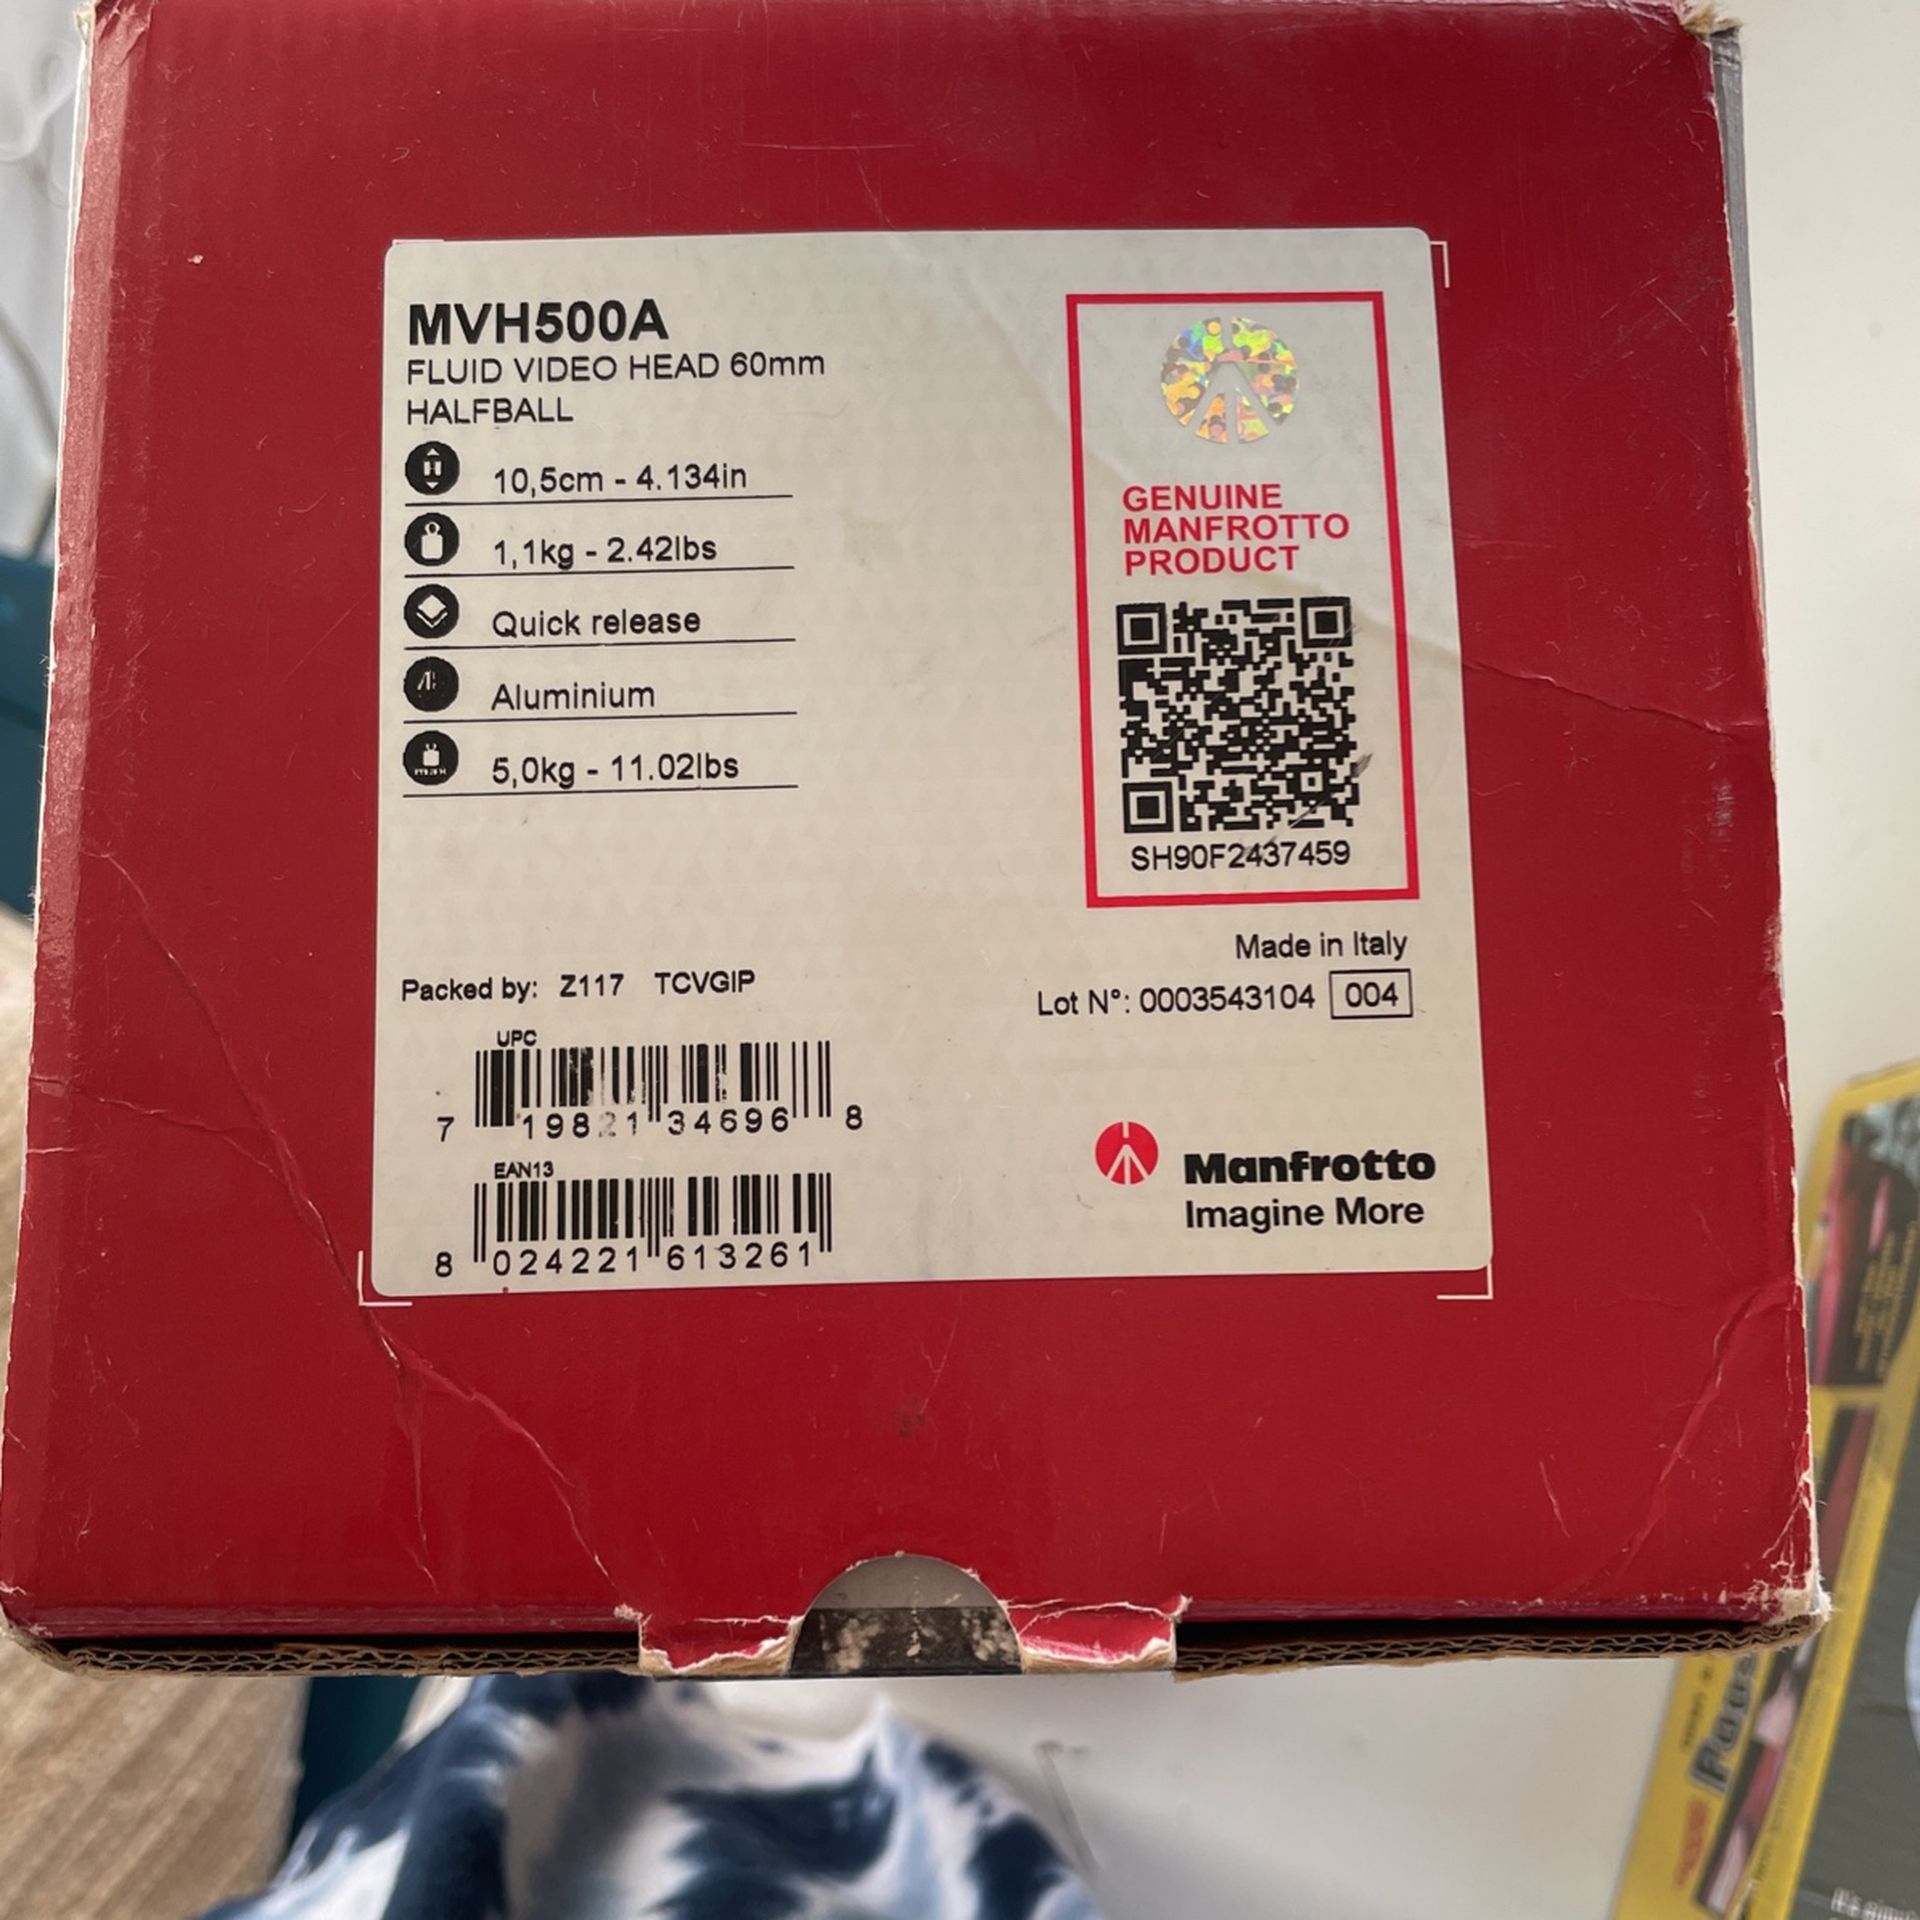 MVH500A
FLUID VIDEO HEAD 60mm
HALFBALL
10,5cm - 4.134in
1,1kg - 2.42lbs
Quick release
Aluminium
5,0kg - 11.02lbs
GENUINE
MANFROTTO
PRODUCT
SH90F2437459
Made in Italy
Packed by: Z117 TCVGIP
Lot N°: 0003543104 004
UPC
7 19821 34696 8
EAN13
8 024221 613261
Manfrotto
Imagine More